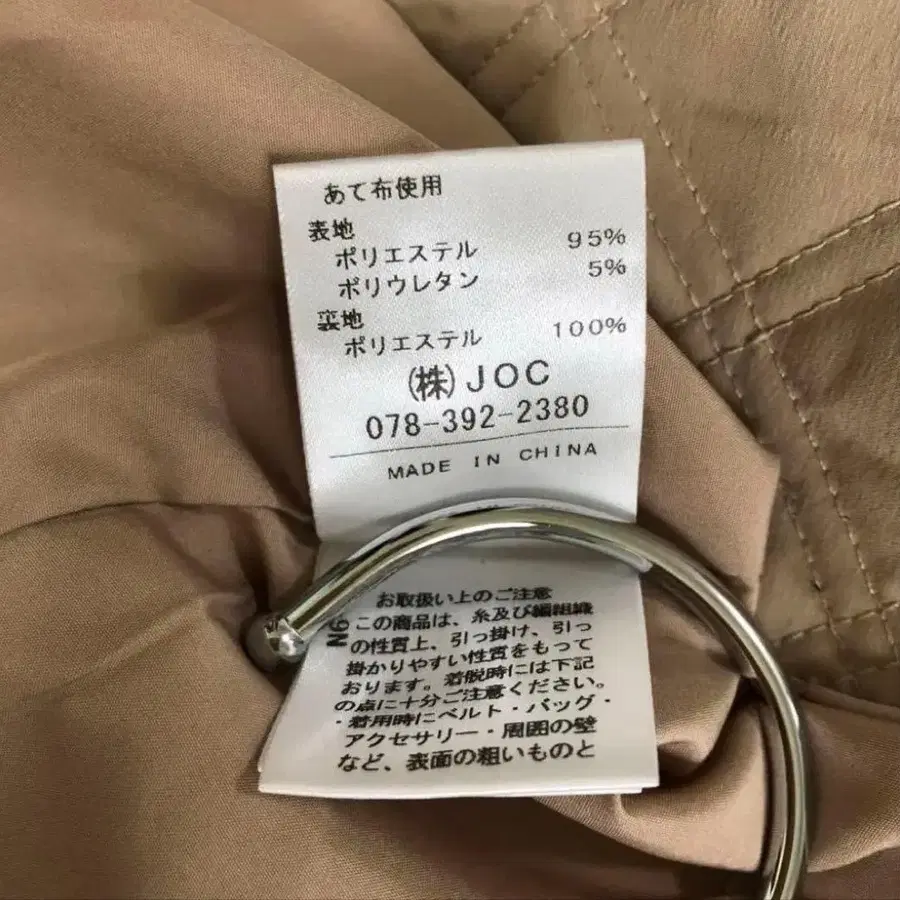 あて布使用
表地
ポリエステル 95%
ポリウレタン 5%
裏地
ポリエステル 100%
(株)JOC
078-392-2380
MADE IN CHINA
お取扱い上のご注意
N6
この商品は、糸及び編組織
の性質上、引っ掛け、引っ
掛かりやすい性質をもって
おります。着脱時には下記
の点に十分ご注意ください。
・着用時にベルト・バッグ・
アクセサリー・周囲の壁
など、表面の粗いものと